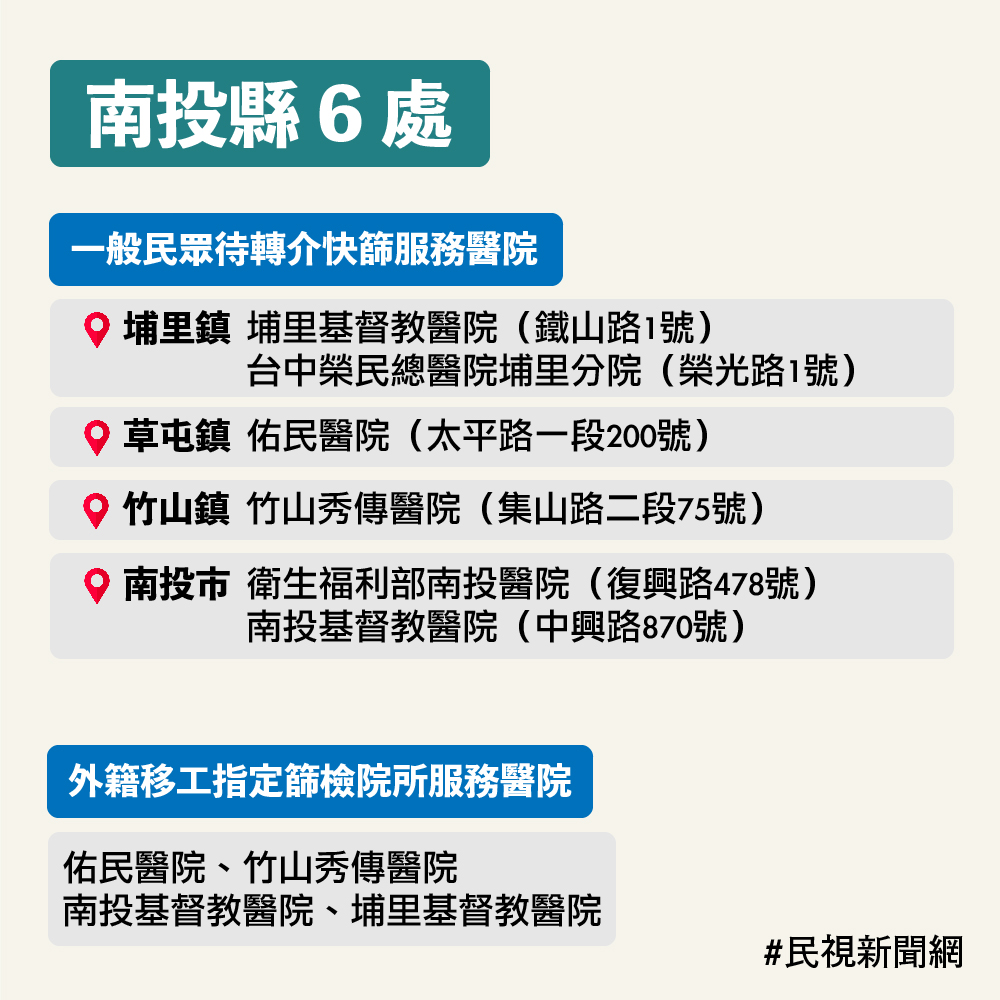 南投縣6處
一般民眾待轉介快篩服務醫院
埔里鎮 埔里基督教醫院（鐵山路1號）
台中榮民總醫院埔里分院（榮光路1號）
草屯鎮 佑民醫院（太平路一段200號）
竹山鎮 竹山秀傳醫院（集山路二段75號）
南投市 衛生福利部南投醫院（復興路478號）
南投基督教醫院（中興路870號）
外籍移工指定篩檢院所服務醫院
佑民醫院、竹山秀傳醫院
南投基督教醫院、埔里基督教醫院
#民視新聞網